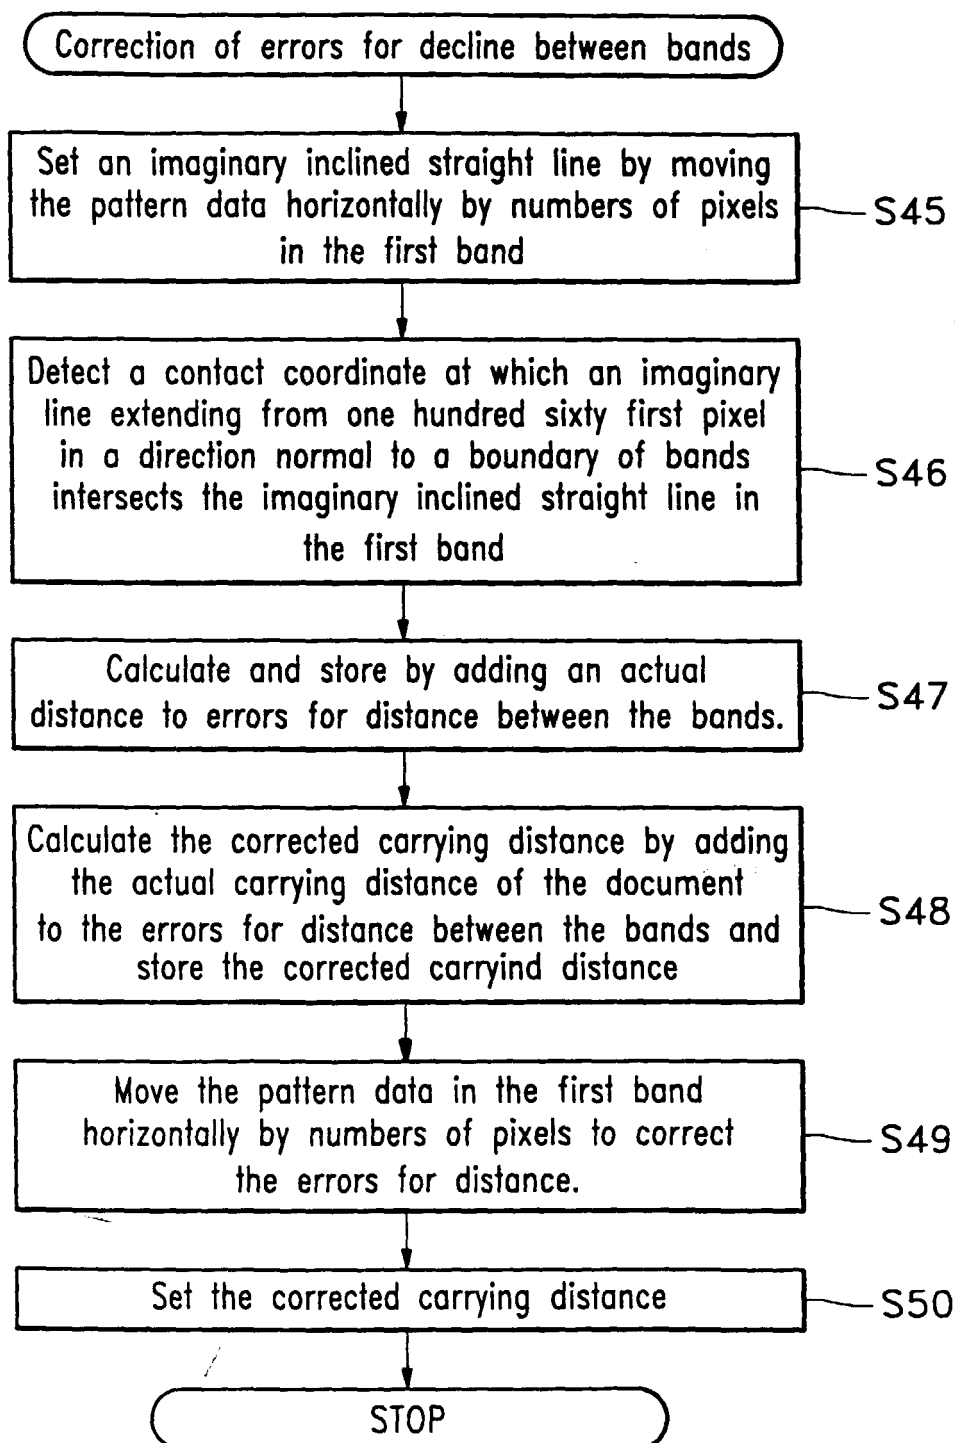 Correction of errors for decline between bands
Set an imaginary inclined straight line by moving
the pattern data horizontally by numbers of pixels
in the first band
S45
Detect a contact coordinate at which an imaginary
line extending from one hundred sixty first pixel
in a direction normal to a boundary of bands
intersects the imaginary inclined straight line in
the first band
S46
Calculate and store by adding an actual
distance to errors for distance between the bands.
S47
Calculate the corrected carrying distance by adding
the actual carrying distance of the document
to the errors for distance between the bands and
store the corrected carryind distance
S48
Move the pattern data in the first band
horizontally by numbers of pixels to correct
the errors for distance.
S49
Set the corrected carrying distance
S50
STOP